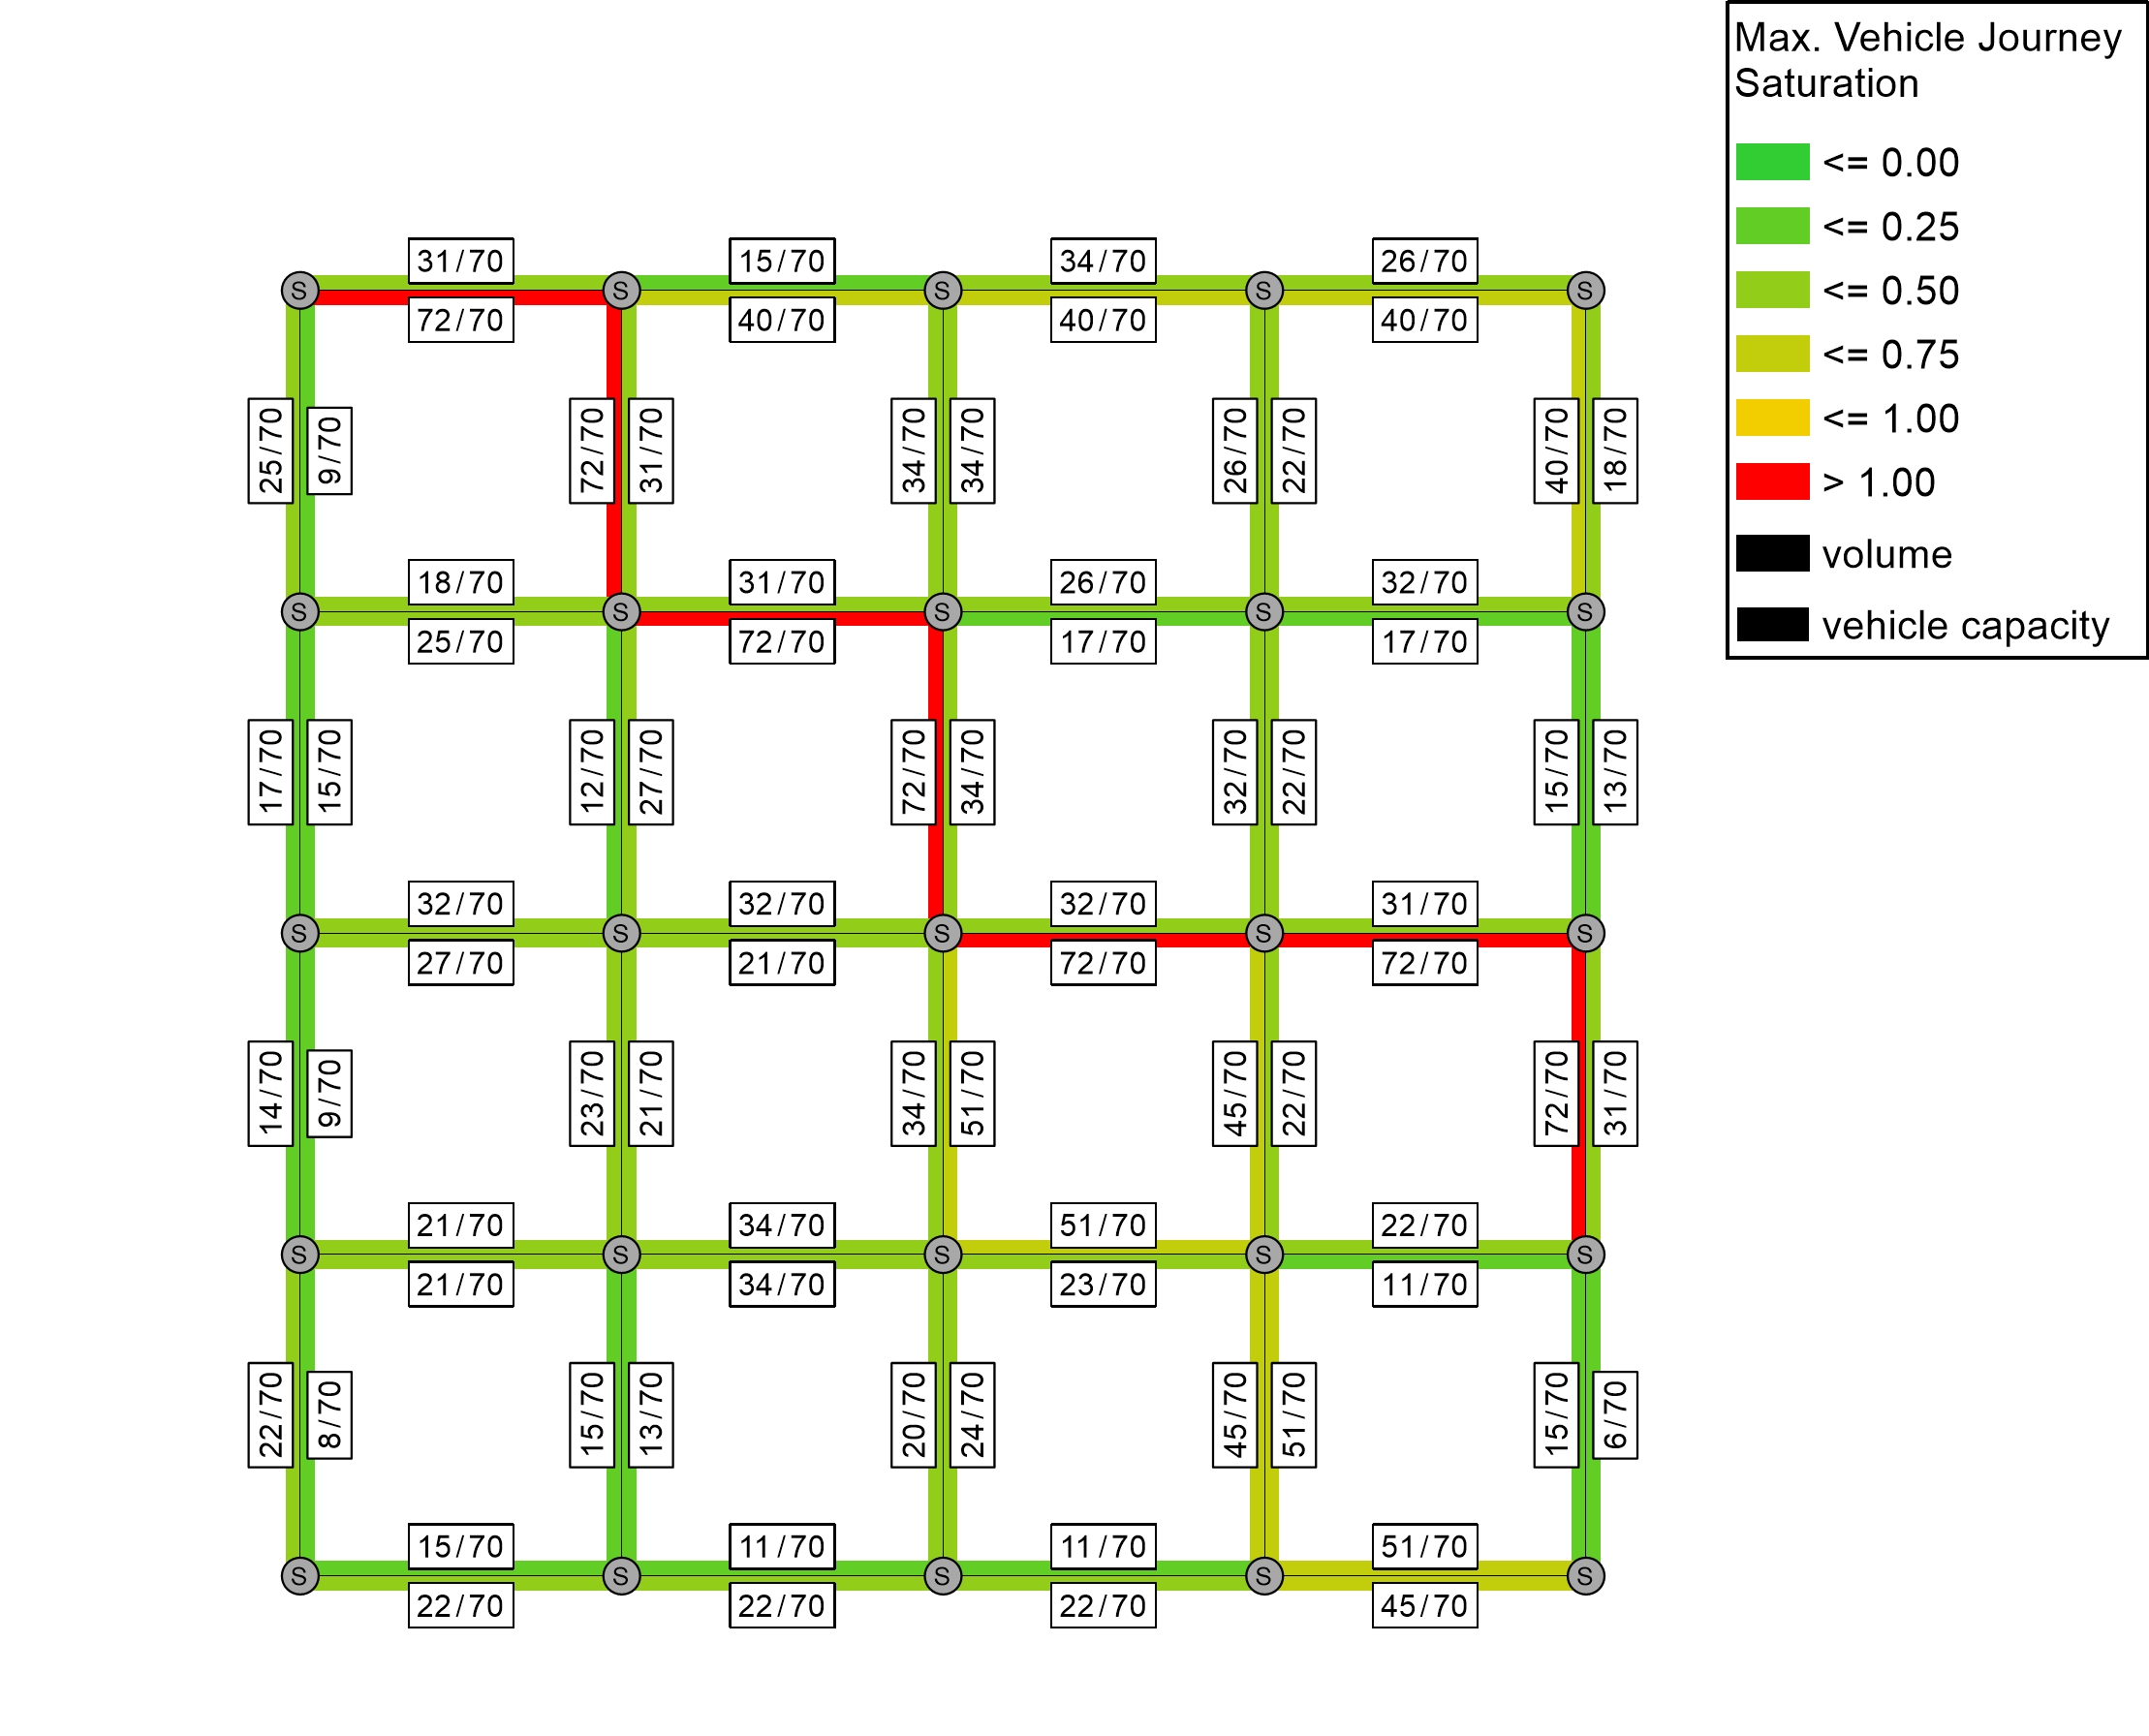 Max. Vehicle Journey
Saturation
<= 0.00
<= 0.25
<= 0.50
<= 0.75
<= 1.00
> 1.00
volume
vehicle capacity
31/70 15/70 34/70 26/70
S S S S S
72/70 40/70 40/70 40/70
25/70 9/70 72/70 31/70 34/70 34/70 26/70 22/70 40/70 18/70
18/70 31/70 26/70 32/70
S S S S S
25/70 72/70 17/70 17/70
17/70 15/70 12/70 27/70 72/70 34/70 32/70 22/70 15/70 13/70
32/70 32/70 32/70 31/70
S S S S S
27/70 21/70 72/70 72/70
14/70 9/70 23/70 21/70 34/70 51/70 45/70 22/70 72/70 31/70
21/70 34/70 51/70 22/70
S S S S S
21/70 34/70 23/70 11/70
22/70 8/70 15/70 13/70 20/70 24/70 45/70 51/70 15/70 6/70
15/70 11/70 11/70 51/70
S S S S S
22/70 22/70 22/70 45/70